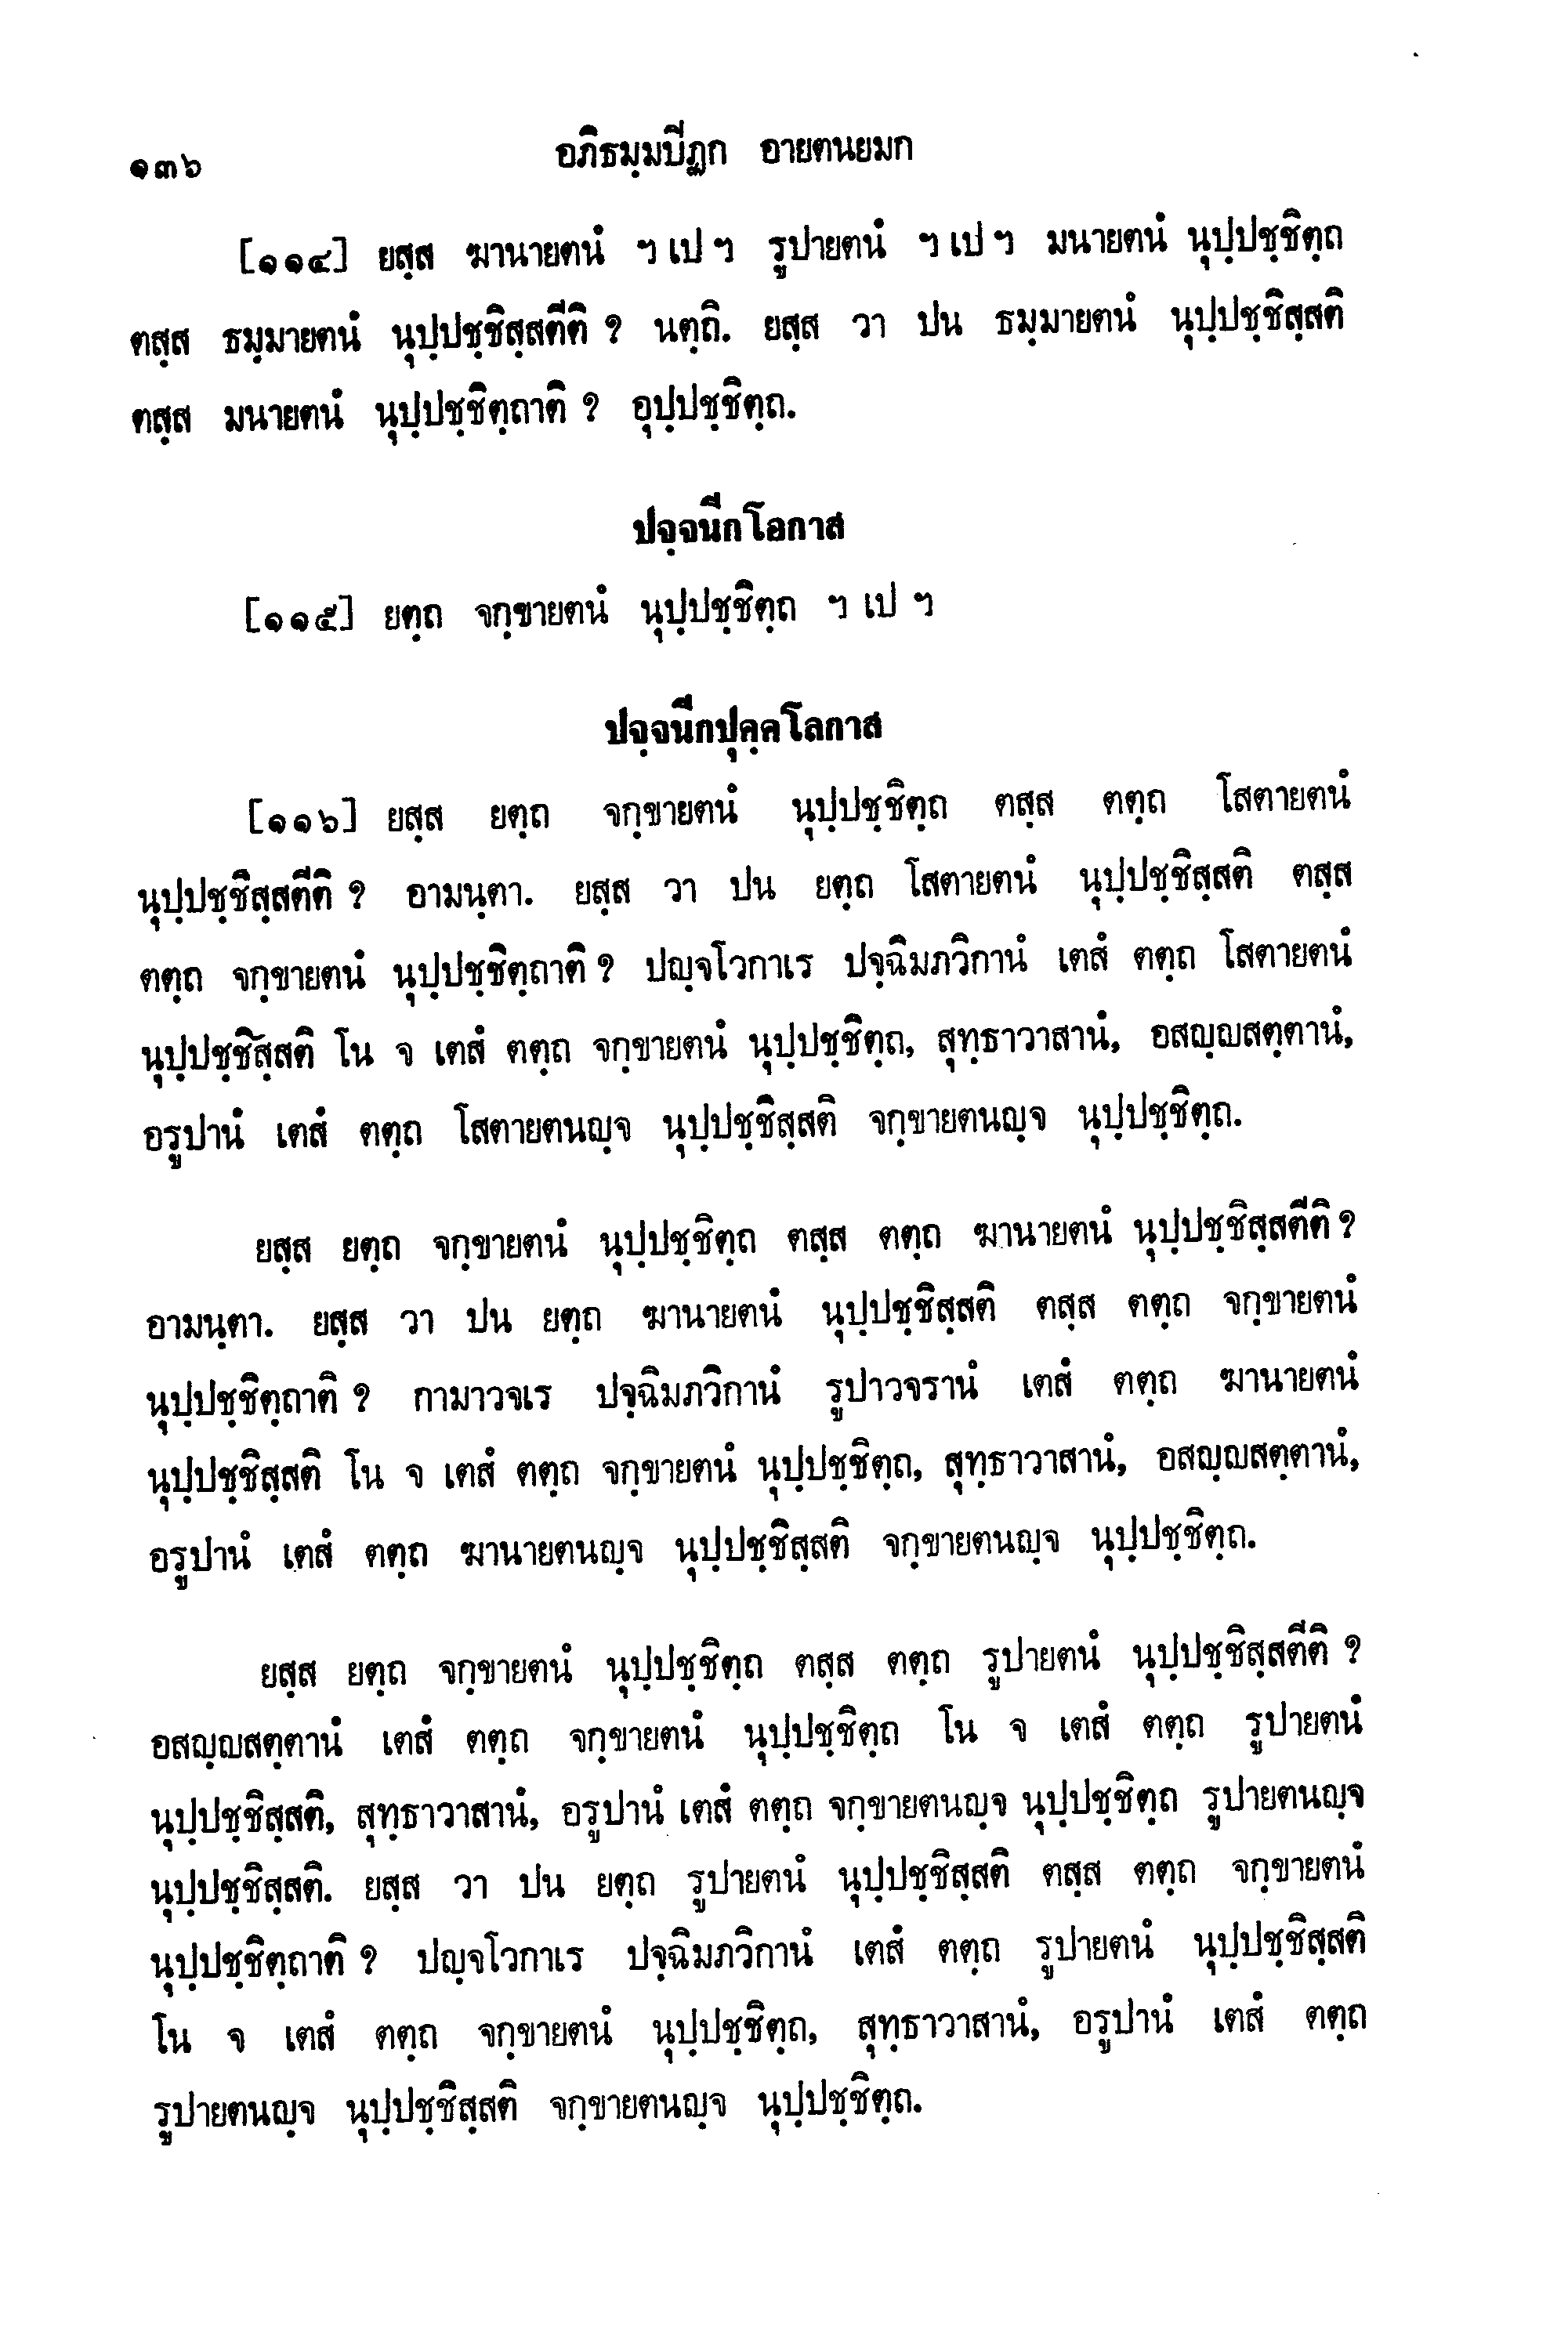 ๑๓๖ อภิธมฺมปีฏก อายตนยมก
[๑๑๔] ยสฺส ฆานายตนํ ฯ เป ฯ รูปายตนํ ฯ เป ฯ มนายตนํ นุปฺปชฺชิตฺถ
ตสฺส ธมฺมายตนํ นุปฺปชฺชิสฺสตีติ ? นตฺถิ. ยสฺส วา ปน ธมฺมายตนํ นุปฺปชฺชิสฺสติ
ตสฺส มนายตนํ นุปฺปชฺชิตฺถาติ ? อุปฺปชฺชิตฺถ.
ปจฺจนีกโอกาส
[๑๑๕] ยตฺถ จกฺขายตนํ นุปฺปชฺชิตฺถ ฯ เป ฯ
ปจฺจนีกปุคฺคโลกาส
[๑๑๖] ยสฺส ยตฺถ จกฺขายตนํ นุปฺปชฺชิตฺถ ตสฺส ตตฺถ โสตายตนํ
นุปฺปชฺชิสฺสตีติ ? อามนฺตา. ยสฺส วา ปน ยตฺถ โสตายตนํ นุปฺปชฺชิสฺสติ ตสฺส
ตตฺถ จกฺขายตนํ นุปฺปชฺชิตฺถาติ ? ปญฺจโวกาเร ปจฺฉิมภวิกานํ เตสํ ตตฺถ โสตายตนํ
นุปฺปชฺชิสฺสติ โน จ เตสํ ตตฺถ จกฺขายตนํ นุปฺปชฺชิตฺถ, สุทฺธาวาสานํ, อสญฺญสตฺตานํ,
อรูปานํ เตสํ ตตฺถ โสตายตนญฺจ นุปฺปชฺชิสฺสติ จกฺขายตนญฺจ นุปฺปชฺชิตฺถ.
ยสฺส ยตฺถ จกฺขายตนํ นุปฺปชฺชิตฺถ ตสฺส ตตฺถ ฆานายตนํ นุปฺปชฺชิสฺสตีติ ?
อามนฺตา. ยสฺส วา ปน ยตฺถ ฆานายตนํ นุปฺปชฺชิสฺสติ ตสฺส ตตฺถ จกฺขายตนํ
นุปฺปชฺชิตฺถาติ ? กามาวจเร ปจฺฉิมภวิกานํ รูปาวจรานํ เตสํ ตตฺถ ฆานายตนํ
นุปฺปชฺชิสฺสติ โน จ เตสํ ตตฺถ จกฺขายตนํ นุปฺปชฺชิตฺถ, สุทฺธาวาสานํ, อสญฺญสตฺตานํ,
อรูปานํ เตสํ ตตฺถ ฆานายตนญฺจ นุปฺปชฺชิสฺสติ จกฺขายตนญฺจ นุปฺปชฺชิตฺถ.
ยสฺส ยตฺถ จกฺขายตนํ นุปฺปชฺชิตฺถ ตสฺส ตตฺถ รูปายตนํ นุปฺปชฺชิสฺสตีติ ?
อสญฺญสตฺตานํ เตสํ ตตฺถ จกฺขายตนํ นุปฺปชฺชิตฺถ โน จ เตสํ ตตฺถ รูปายตนํ
นุปฺปชฺชิสฺสติ, สุทฺธาวาสานํ, อรูปานํ เตสํ ตตฺถ จกฺขายตนญฺจ นุปฺปชฺชิตฺถ รูปายตนญฺจ
นุปฺปชฺชิสฺสติ. ยสฺส วา ปน ยตฺถ รูปายตนํ นุปฺปชฺชิสฺสติ ตสฺส ตตฺถ จกฺขายตนํ
นุปฺปชฺชิตฺถาติ ? ปญฺจโวกาเร ปจฺฉิมภวิกานํ เตสํ ตตฺถ รูปายตนํ นุปฺปชฺชิสฺสติ
โน จ เตสํ ตตฺถ จกฺขายตนํ นุปฺปชฺชิตฺถ, สุทฺธาวาสานํ, อรูปานํ เตสํ ตตฺถ
รูปายตนญฺจ นุปฺปชฺชิสฺสติ จกฺขายตนญฺจ นุปฺปชฺชิตฺถ.